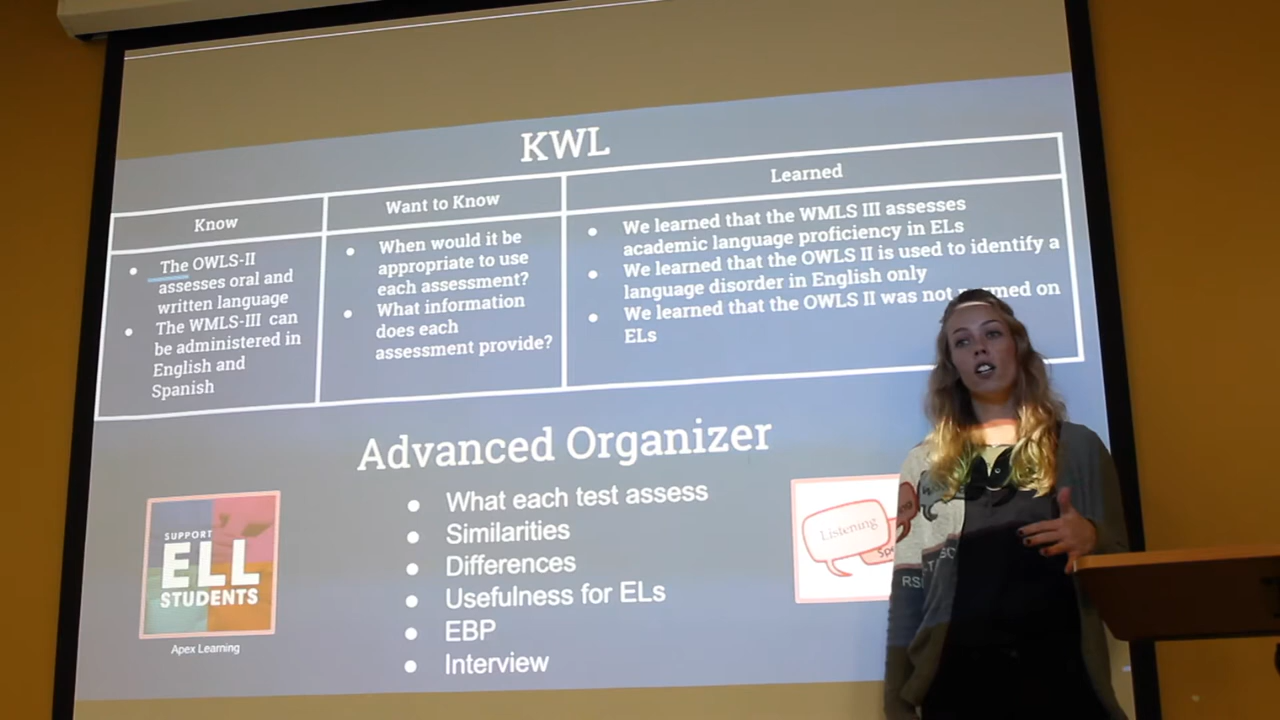 KWL
Know
Want to Know
Learned
The OWLS-II
assesses oral and
written language
The WMLS-III can
be administered in
English and
Spanish
When would it be
appropriate to use
each assessment?
What information
does each
assessment provide?
We learned that the WMLS III assesses
academic language proficiency in ELs
We learned that the OWLS II is used to identify a
language disorder in English only
We learned that the OWLS II was not on
ELs
Advanced Organizer
What each test assess
Similarities
Differences
Usefulness for ELs
EBP
Interview
SUPPORT
ELL
STUDENTS
Apex Learning
Listening